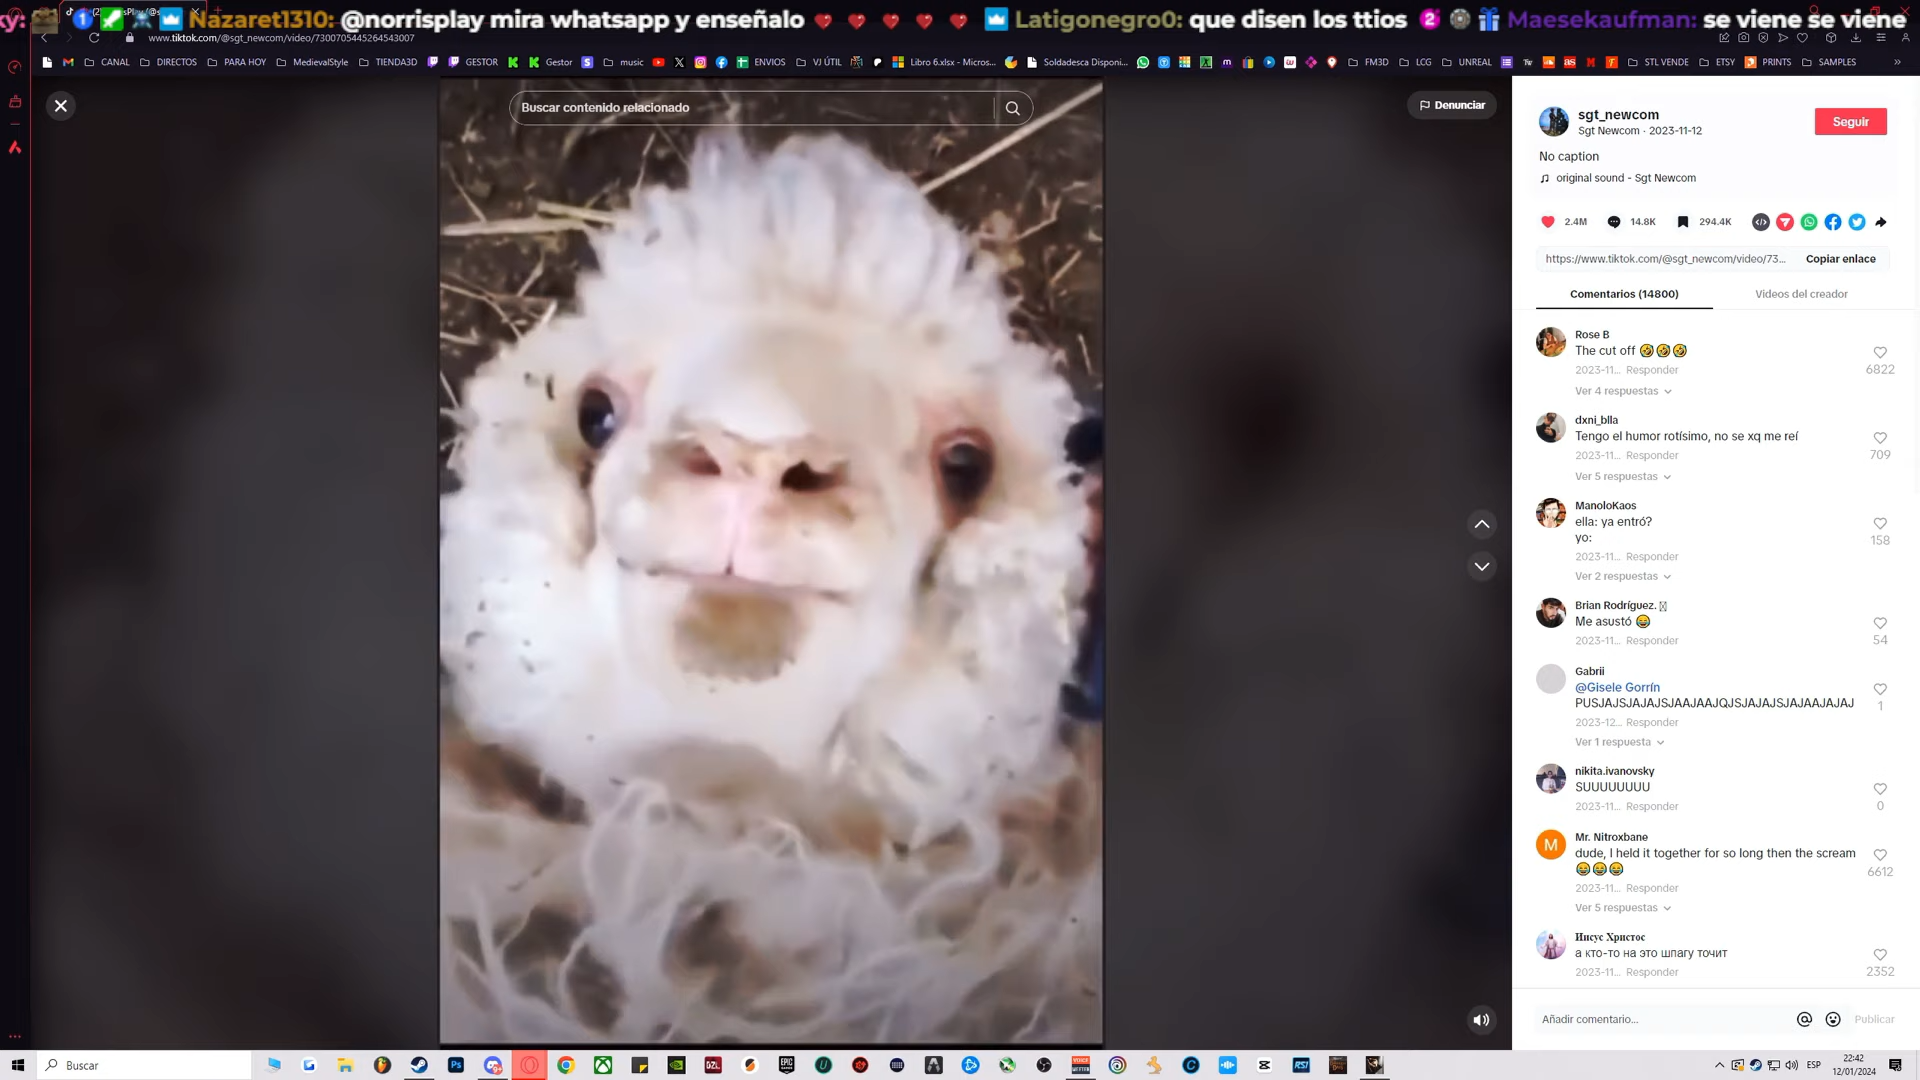 Nazaret1310: @norrisplay mira whatsapp y enseñalo
Latigonegro0: que disen los ttios
Maesekaufman: se viene se viene
www.tiktok.com/@sgt_newcom/video/7300705445264543007
CANAL
DIRECTOS
PARA HOY
MedievalStyle
TIENDA3D
GESTOR
Gestor
music
ENVIOS
VJ ÚTIL
Libro 6.xlsx - Micros...
Soldadesca Disponi...
FM3D
LCG
UNREAL
STL VENDE
ETSY
PRINTS
SAMPLES
Buscar contenido relacionado
Denunciar
sgt_newcom
Sgt Newcom · 2023-11-12
Seguir
No caption
original sound - Sgt Newcom
2.4M
14.8K
294.4K
https://www.tiktok.com/@sgt_newcom/video/73...
Copiar enlace
Comentarios (14800)
Videos del creador
Rose B
The cut off 🤣🤣🤣
2023-11... Responder
6822
Ver 4 respuestas
dxni_blla
Tengo el humor rotísimo, no se xq me reí
2023-11... Responder
709
Ver 5 respuestas
ManoloKaos
ella: ya entró?
yo:
2023-11... Responder
158
Ver 2 respuestas
Brian Rodríguez.
Me asustó 😂
2023-11... Responder
54
Gabrii
@Gisele Gorrín
PUSJAJSJAJAJSJAAJAAJQJSJAJAJSJAJAAJAJAJ
2023-12... Responder
1
Ver 1 respuesta
nikita.ivanovsky
SUUUUUUUU
2023-11... Responder
0
Mr. Nitroxbane
dude, I held it together for so long then the scream
😂😂😂
2023-11... Responder
6612
Ver 5 respuestas
Иисус Христос
а кто-то на это шпагу точит
2023-11... Responder
2352
Añadir comentario...
Publicar
Buscar
ESP
22:42
12/01/2024